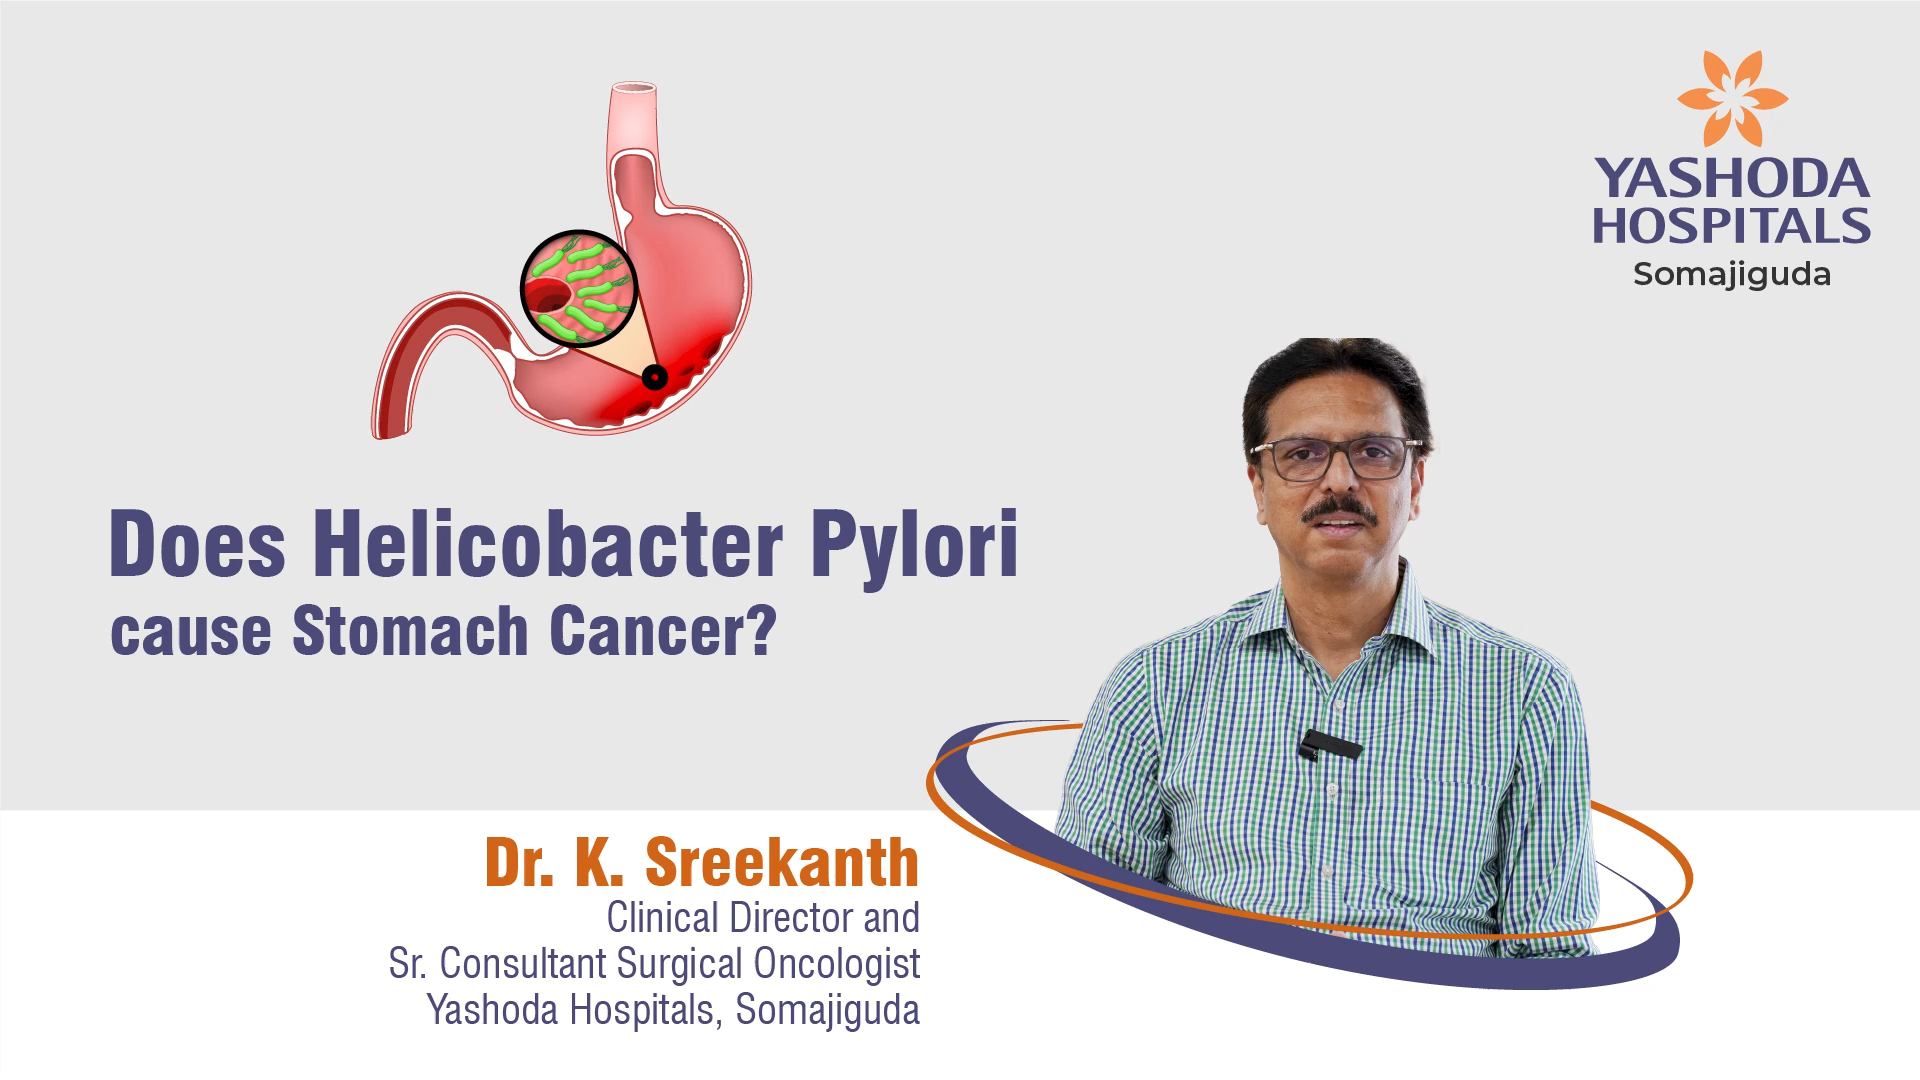 YASHODA
HOSPITALS
Somajiguda
Does Helicobacter Pylori
cause Stomach Cancer?
Dr. K. Sreekanth
Clinical Director and
Sr. Consultant Surgical Oncologist
Yashoda Hospitals, Somajiguda